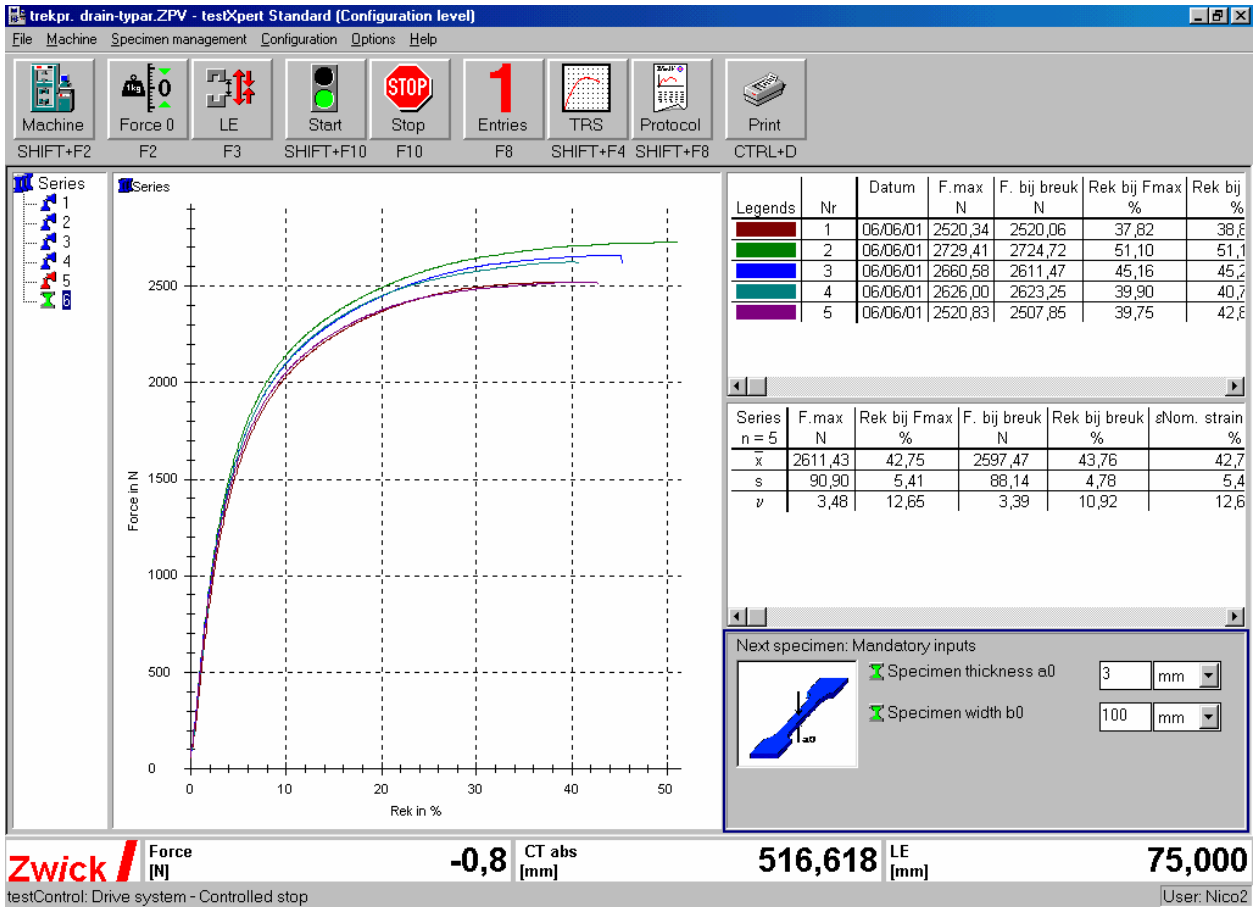 trekpr. drain-typar.ZPV - testXpert Standard (Configuration level)
File Machine Specimen management Configuration Options Help
1kg 0 STOP 1
Machine Force 0 LE Start Stop Entries TRS Protocol Print
SHIFT+F2 F2 F3 SHIFT+F10 F10 F8 SHIFT+F4 SHIFT+F8 CTRL+D
Series
1
2
3
4
5
6
Series
Force in N
2500
2000
1500
1000
500
0
0 10 20 30 40 50
Rek in %
Datum F.max F. bij breuk Rek bij Fmax Rek bij
Legends Nr N N % %
1 06/06/01 2520,34 2520,06 37,82 38,8
2 06/06/01 2729,41 2724,72 51,10 51,1
3 06/06/01 2660,58 2611,47 45,16 45,2
4 06/06/01 2626,00 2623,25 39,90 40,7
5 06/06/01 2520,83 2507,85 39,75 42,8
Series F.max Rek bij Fmax F. bij breuk Rek bij breuk εNom. strain
n = 5 N % N % %
x̅ 2611,43 42,75 2597,47 43,76 42,7
s 90,90 5,41 88,14 4,78 5,4
ν 3,48 12,65 3,39 10,92 12,6
Next specimen: Mandatory inputs
Specimen thickness a0 3 mm
Specimen width b0 100 mm
a0
Zwick Force [N] -0,8 CT abs [mm] 516,618 LE [mm] 75,000
testControl: Drive system - Controlled stop User: Nico2